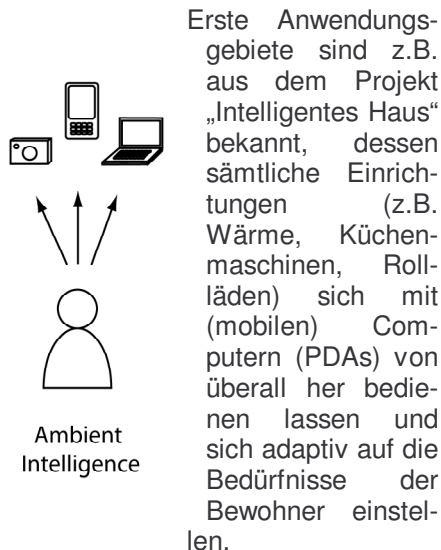 Erste Anwendungs-
gebiete sind z.B.
aus dem Projekt
„Intelligentes Haus“
bekannt, dessen
sämtliche Einrich-
tungen (z.B.
Wärme, Küchen-
maschinen, Roll-
läden) sich mit
(mobilen) Com-
putern (PDAs) von
überall her bedie-
nen lassen und
sich adaptiv auf die
Bedürfnisse der
Bewohner einstel-
len.
Ambient
Intelligence